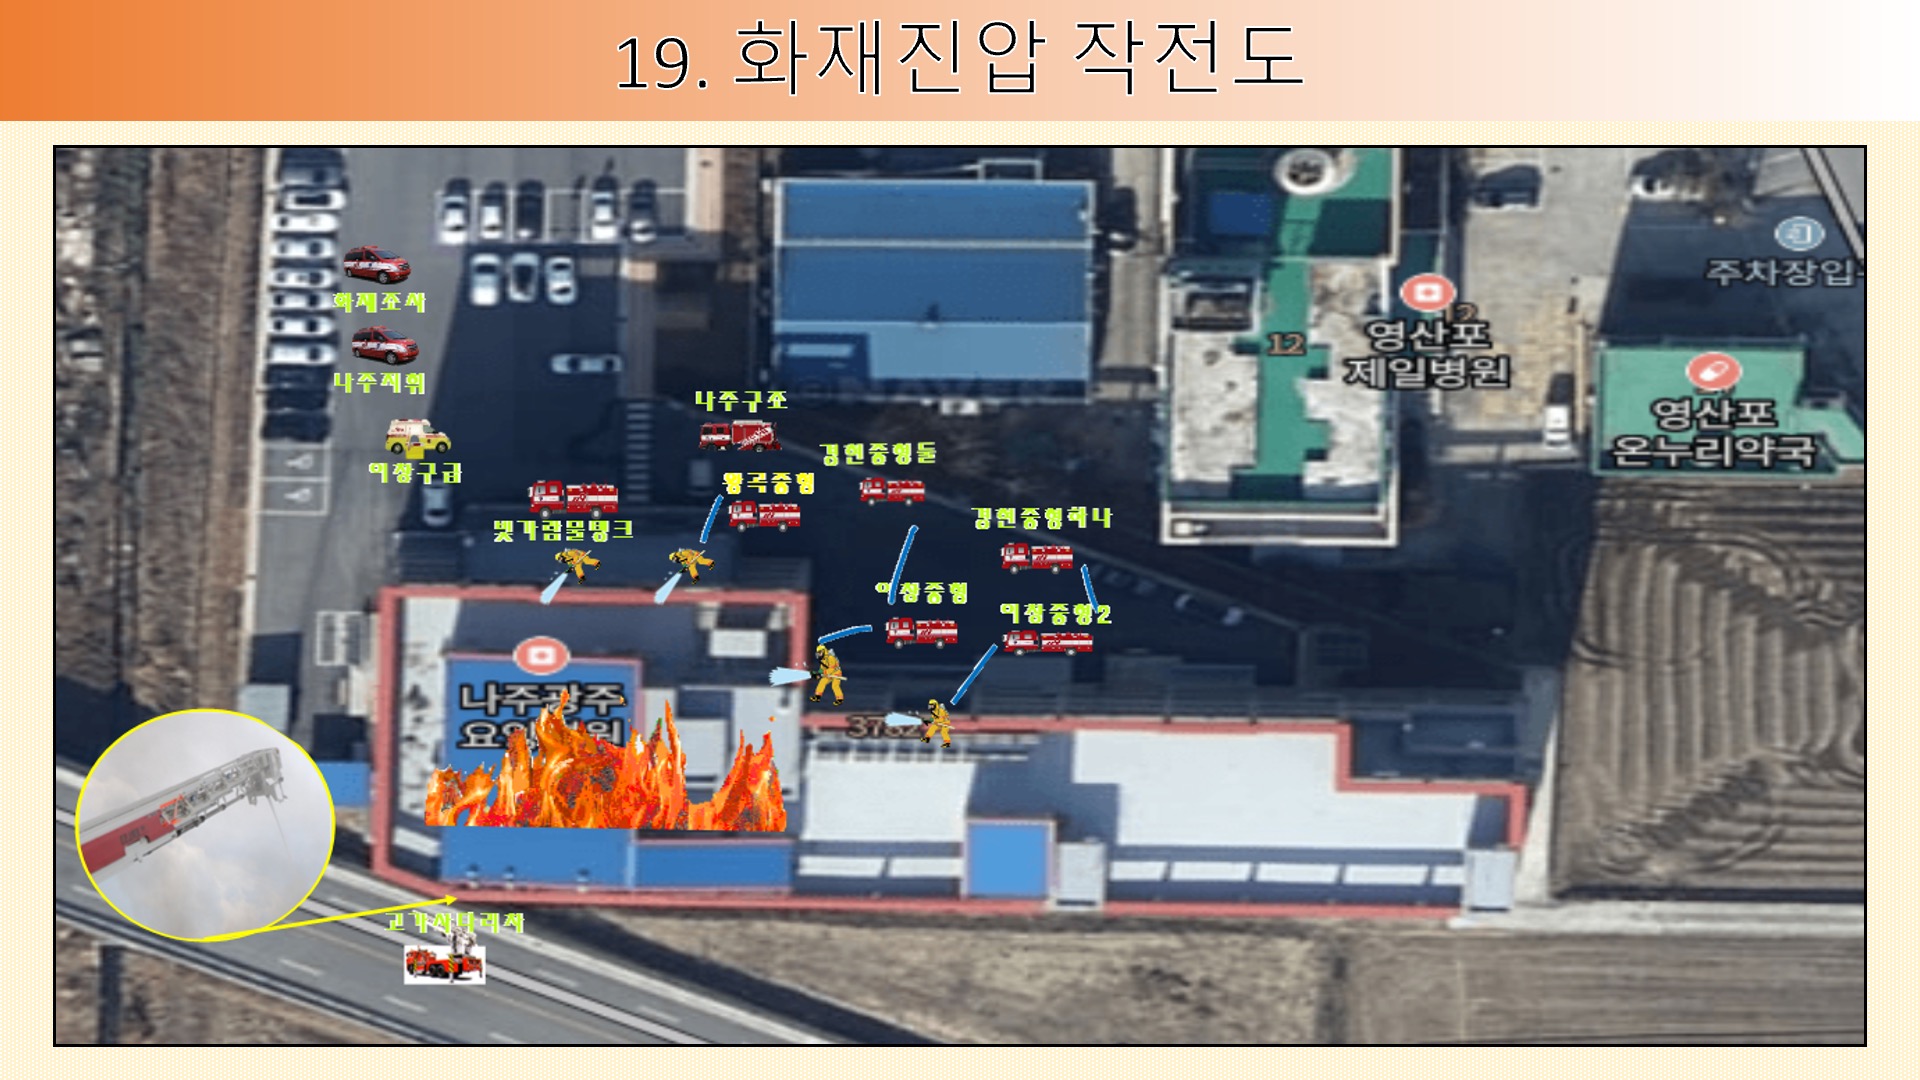 19. 화재진압 작전도
주차장입
화재조사
12
영산포
제일병원
나주지휘
영산포
온누리약국
나주구조
경현중형둘
이창구급
왕곡중형
빛가람물탱크
경현중형하나
이창중형
이창중형2
나주광주
고가사다리차